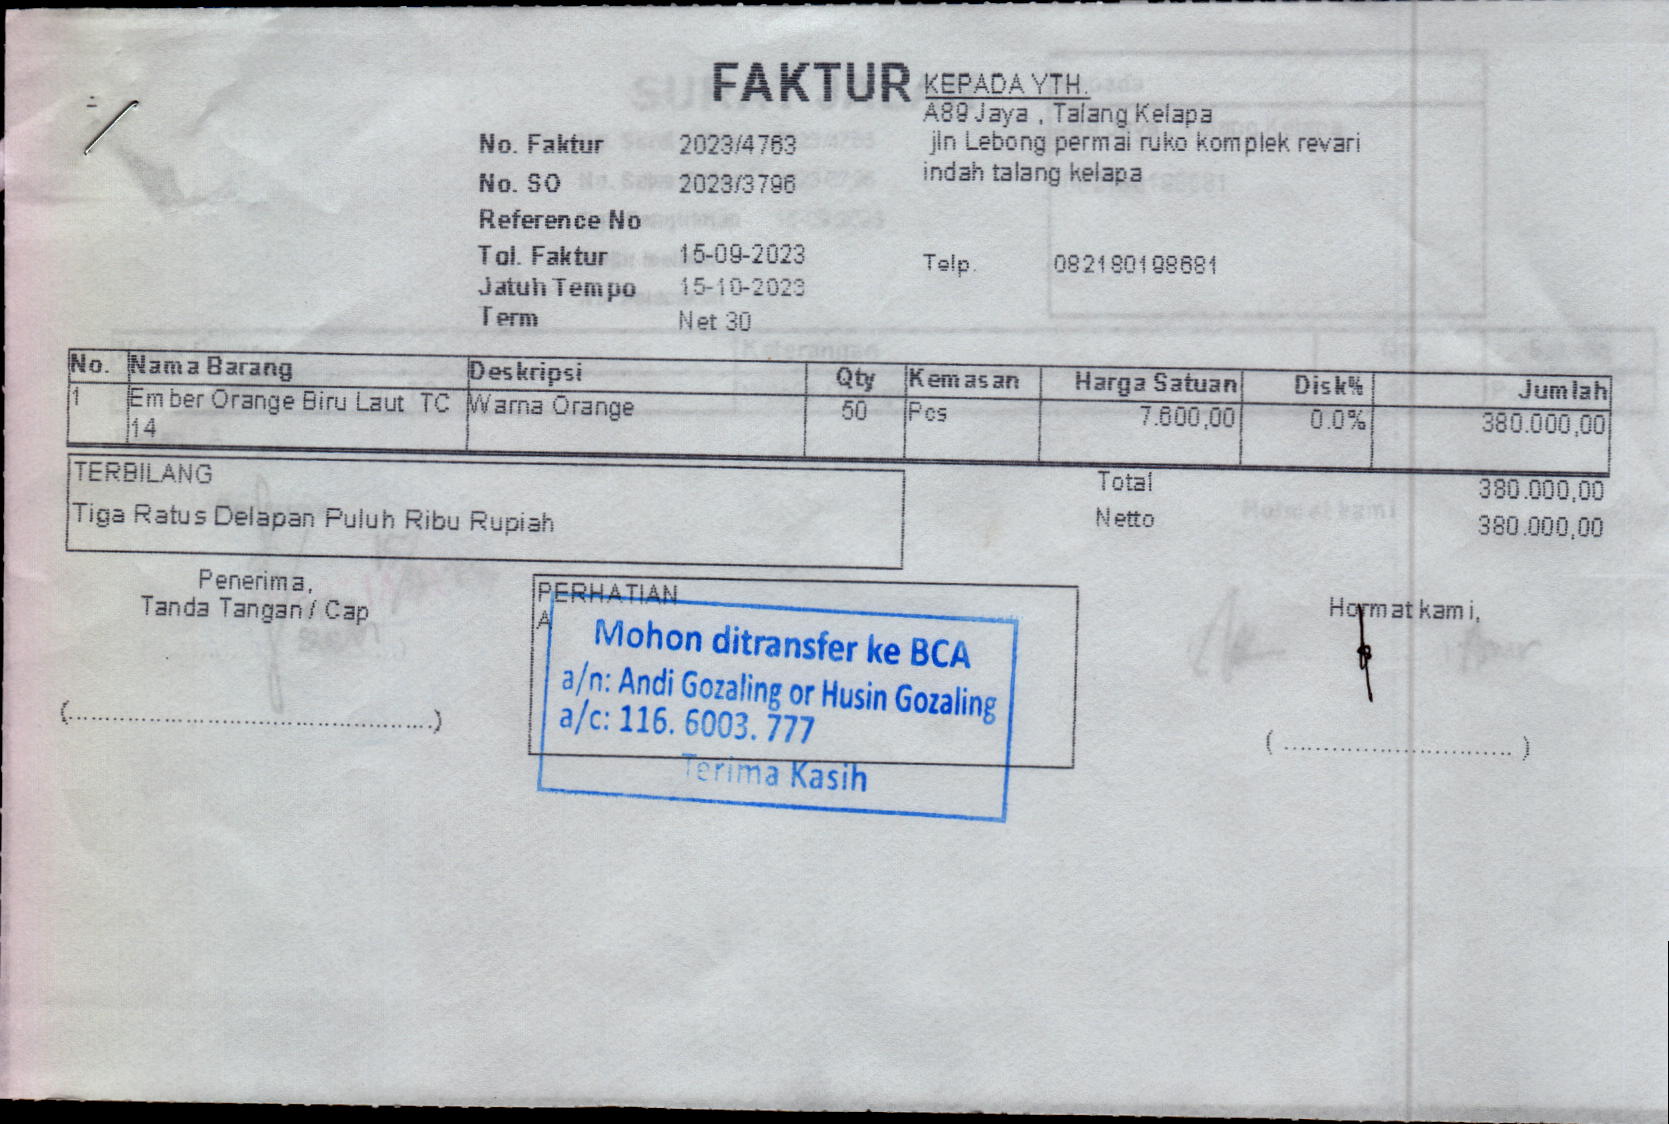 FAKTUR
KEPADA YTH.
A89 Jaya , Talang Kelapa
jln Lebong permai ruko komplek revari
indah talang kelapa
Telp. 082180198681
No. Faktur 2023/4763
No. SO 2023/3796
Reference No
Tgl. Faktur 15-09-2023
Jatuh Tempo 15-10-2023
Term Net 30
No. Nama Barang Deskripsi Qty Kemasan Harga Satuan Disk% Jumlah
1 Ember Orange Biru Laut TC Warna Orange 50 Pcs 7.600,00 0.0% 380.000,00
14
TERBILANG
Tiga Ratus Delapan Puluh Ribu Rupiah
Total 380.000,00
Netto 380.000,00
Penerima,
Tanda Tangan / Cap
(..............................................)
PERHATIAN
A
Mohon ditransfer ke BCA
a/n: Andi Gozaling or Husin Gozaling
a/c: 116. 6003. 777
Terima Kasih
Hormat kami,
( ............................. )